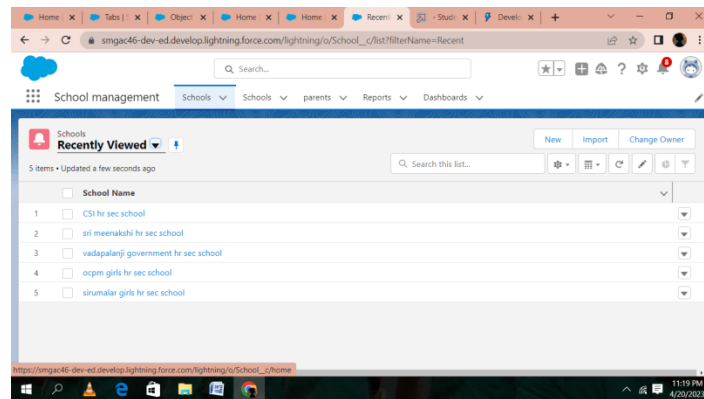 Home
Tabs | S
Object
Home
Home
Recent
- Studio
Develo
smgac46-dev-ed.develop.lightning.force.com/lightning/o/School__c/list?filterName=Recent
Search...
8
School management
Schools
Schools
parents
Reports
Dashboards
Schools
Recently Viewed
New
Import
Change Owner
5 items • Updated a few seconds ago
Search this list...
School Name
1 CSI hr sec school
2 sri meenakshi hr sec school
3 vadapalanji government hr sec school
4 ocpm girls hr sec school
5 sirumalar girls hr sec school
https://smgac46-dev-ed.develop.lightning.force.com/lightning/o/School__c/home
11:19 PM
4/20/2023